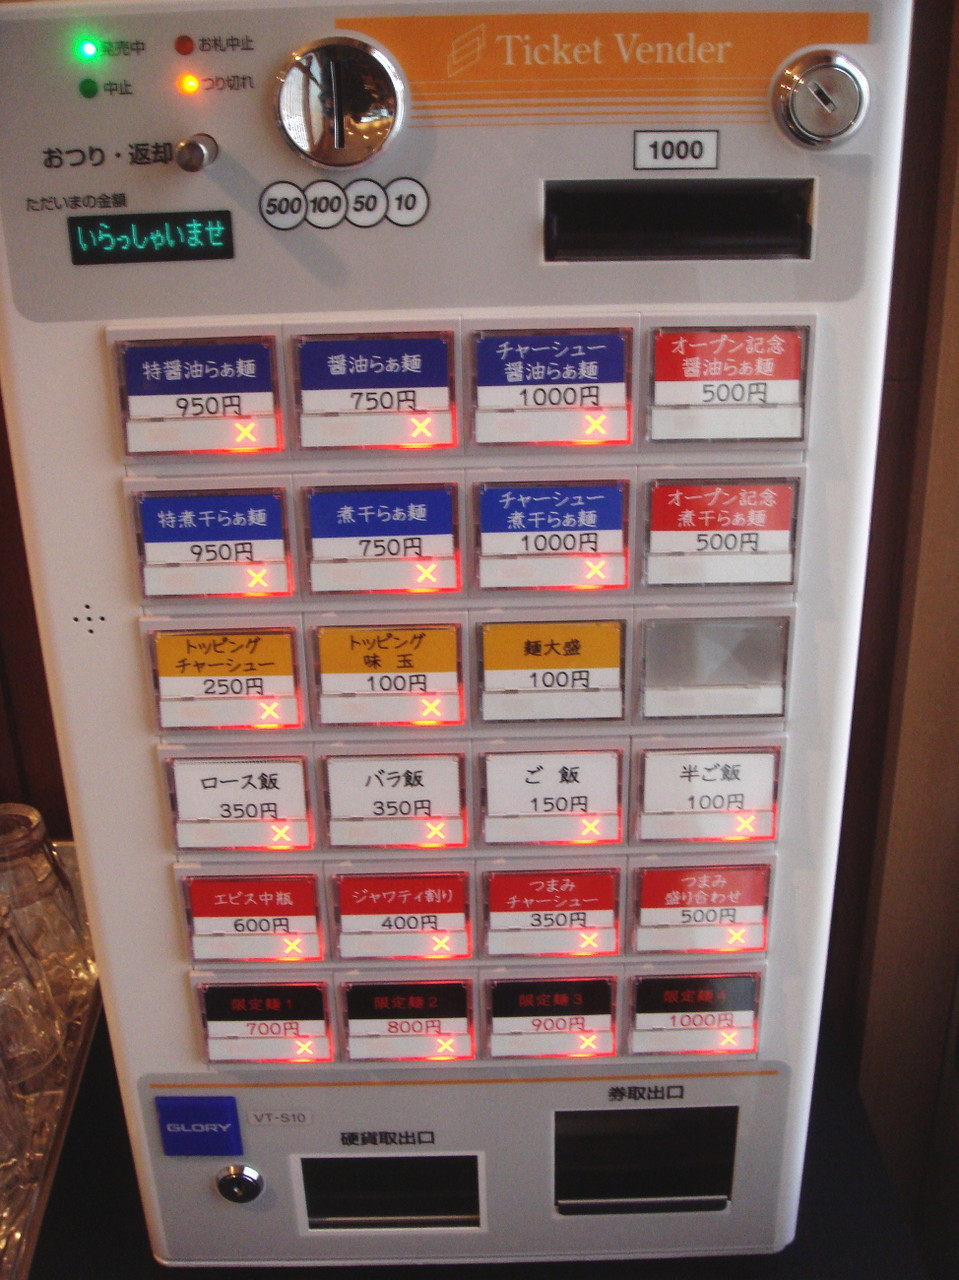 発売中
お札中止
Ticket Vender
中止
つり切れ
おつり・返却
1000
ただいまの金額
500 100 50 10
いらっしゃいませ
特醤油らぁ麺
950円
×
醤油らぁ麺
750円
×
チャーシュー
醤油らぁ麺
1000円
×
オープン記念
醤油らぁ麺
500円
特煮干らぁ麺
950円
×
煮干らぁ麺
750円
×
チャーシュー
煮干らぁ麺
1000円
×
オープン記念
煮干らぁ麺
500円
トッピング
チャーシュー
250円
×
トッピング
味 玉
100円
×
麺大盛
100円
ロース飯
350円
×
バラ飯
350円
×
ご 飯
150円
×
半ご飯
100円
×
エビス中瓶
600円
×
ジャワティ割り
400円
×
つまみ
チャーシュー
350円
×
つまみ
盛り合わせ
500円
×
限定麺1
700円
×
限定麺2
800円
×
限定麺3
900円
×
限定麺4
1000円
×
GLORY
VT-S10
硬貨取出口
券取出口